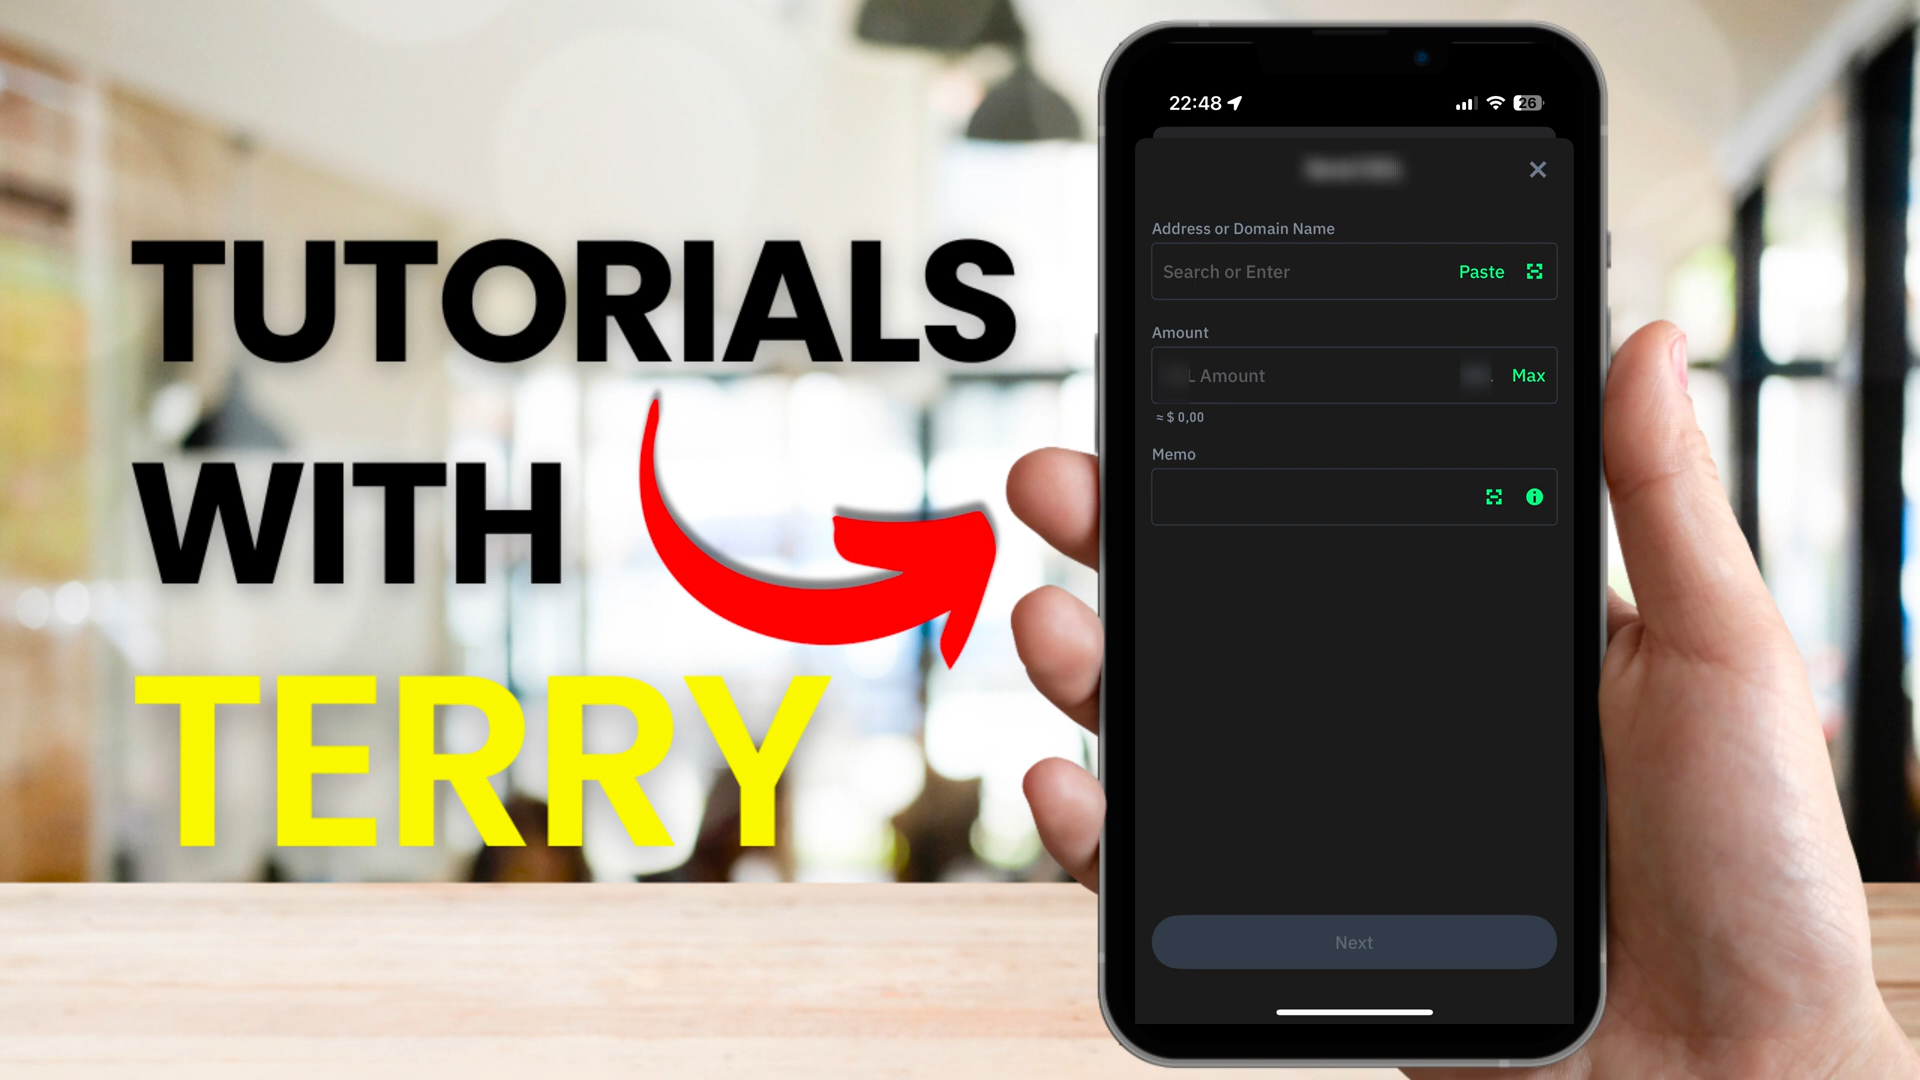 TUTORIALS
WITH
TERRY
22:48
26
Address or Domain Name
Search or Enter Paste
Amount
L Amount Max
≈ $ 0,00
Memo
Next